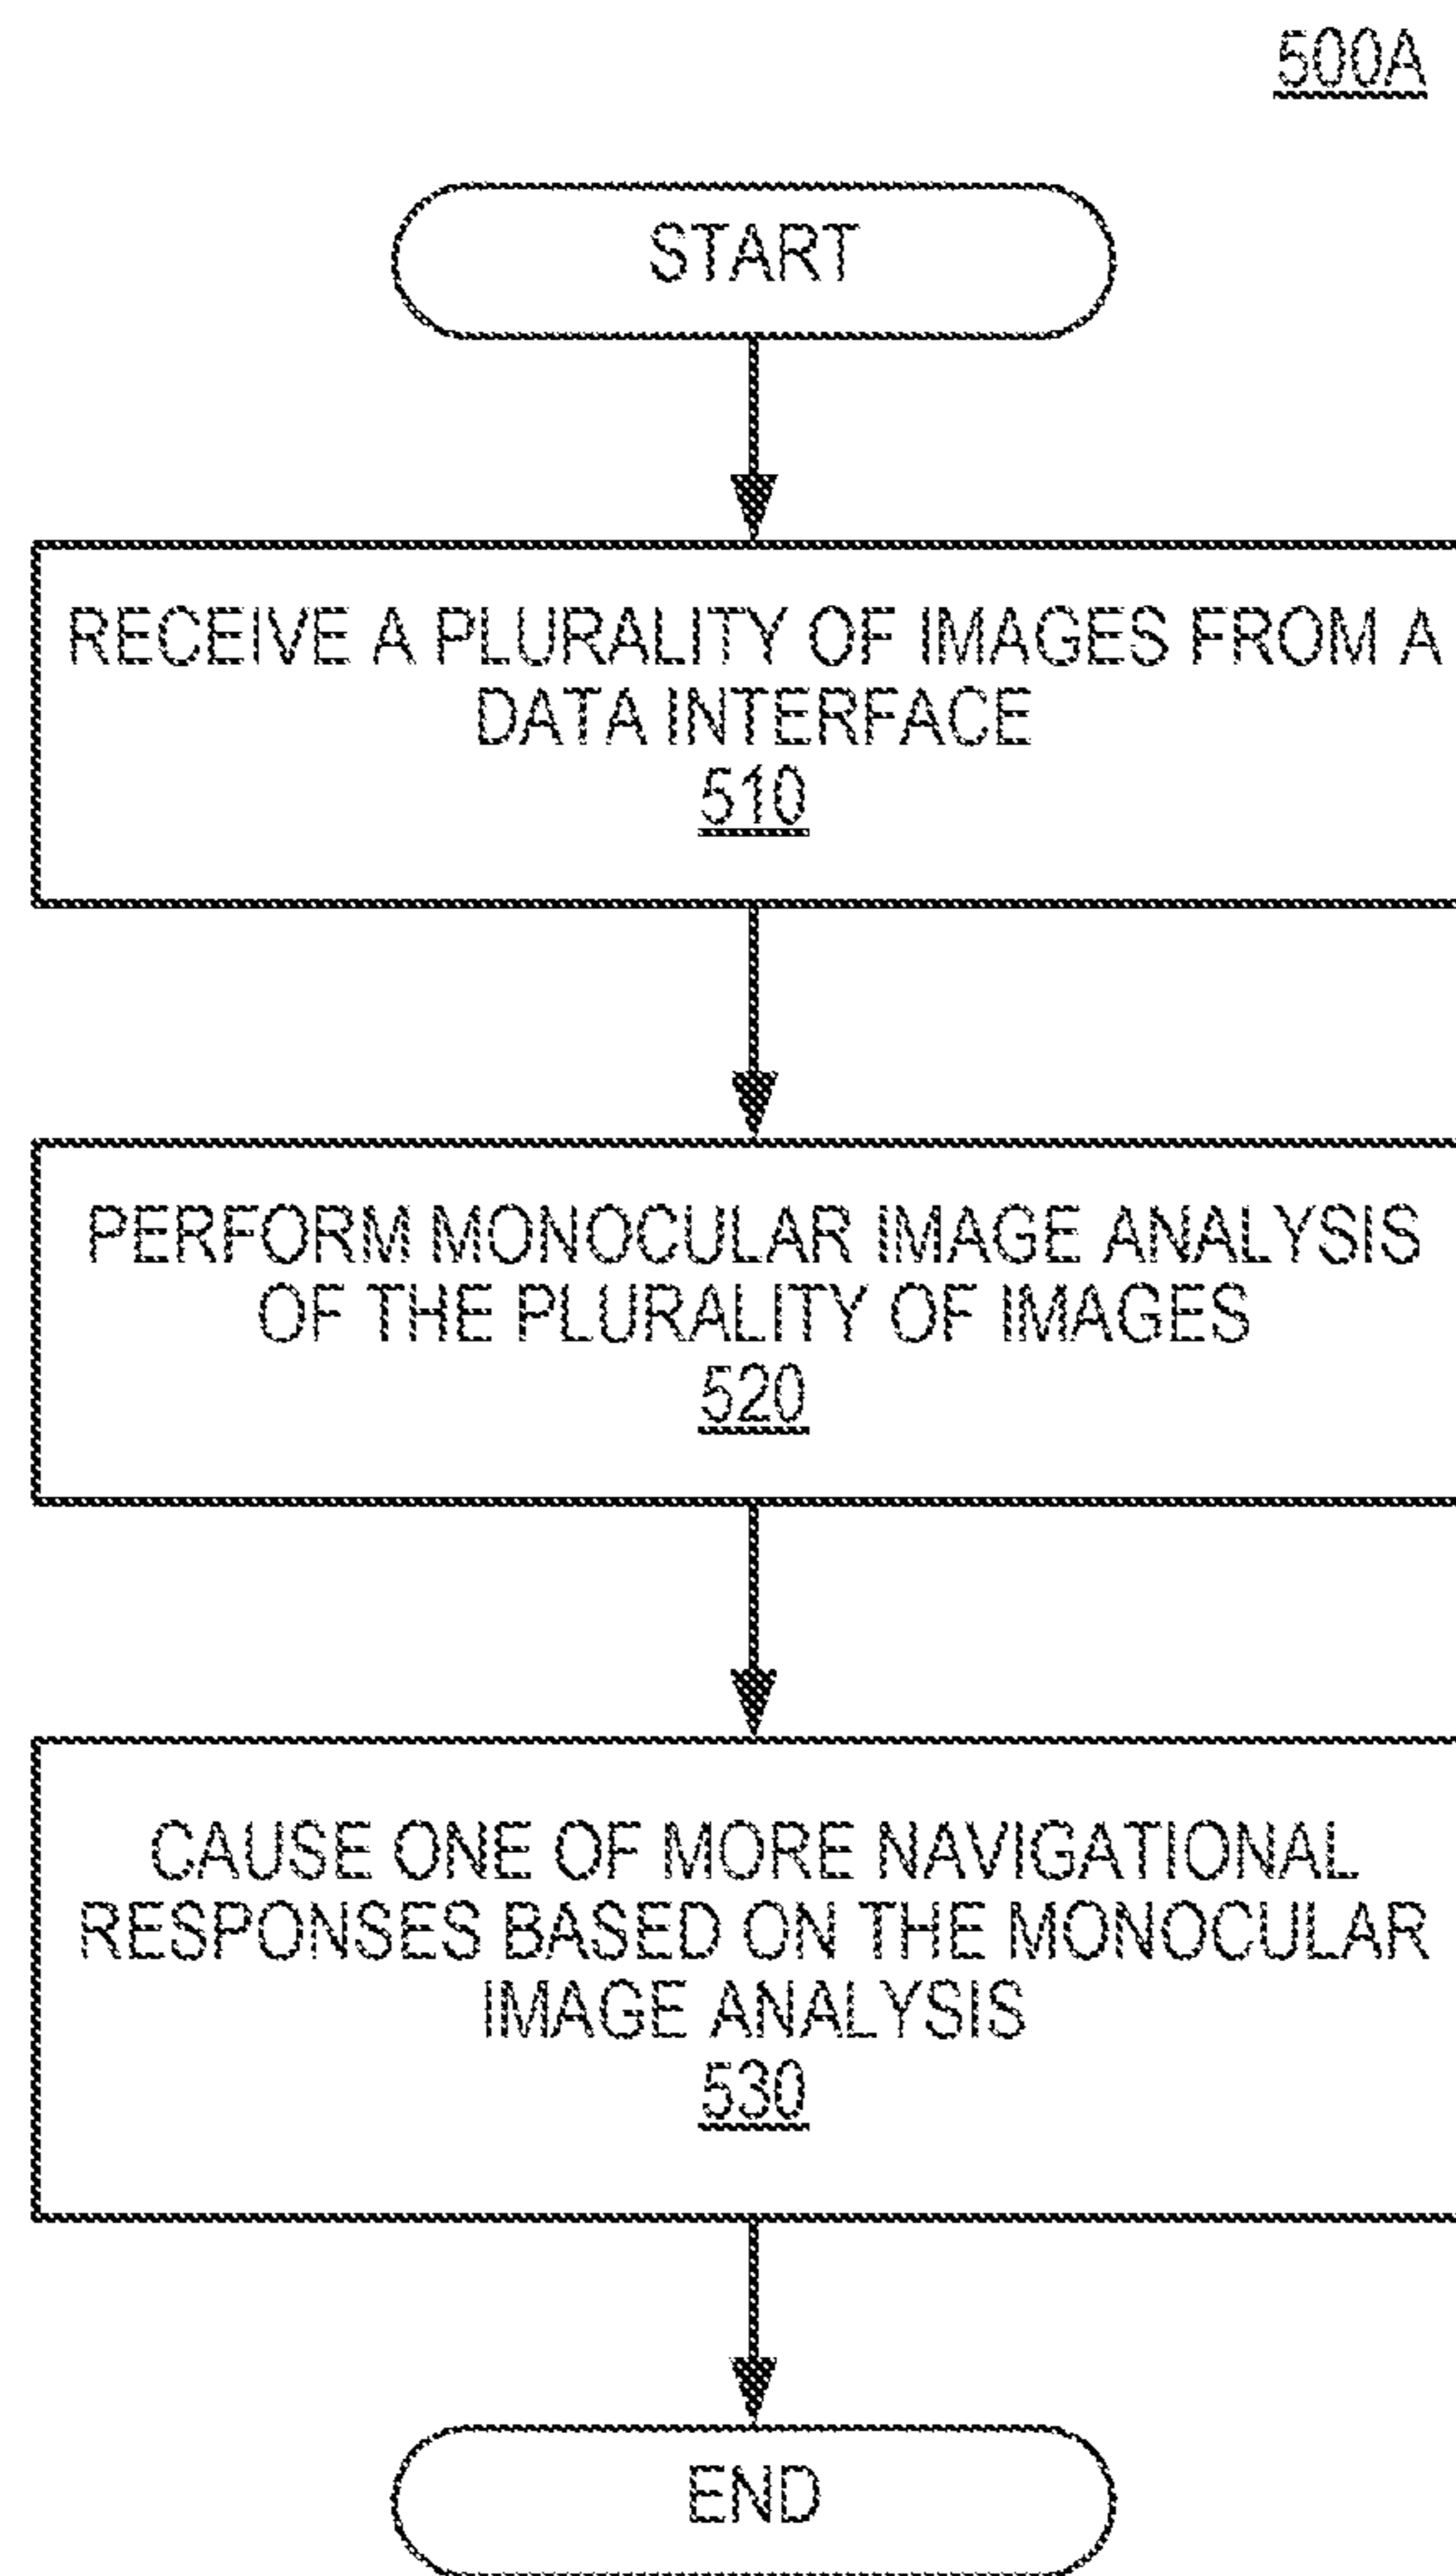 500A
START
RECEIVE A PLURALITY OF IMAGES FROM A
DATA INTERFACE
510
PERFORM MONOCULAR IMAGE ANALYSIS
OF THE PLURALITY OF IMAGES
520
CAUSE ONE OF MORE NAVIGATIONAL
RESPONSES BASED ON THE MONOCULAR
IMAGE ANALYSIS
530
END